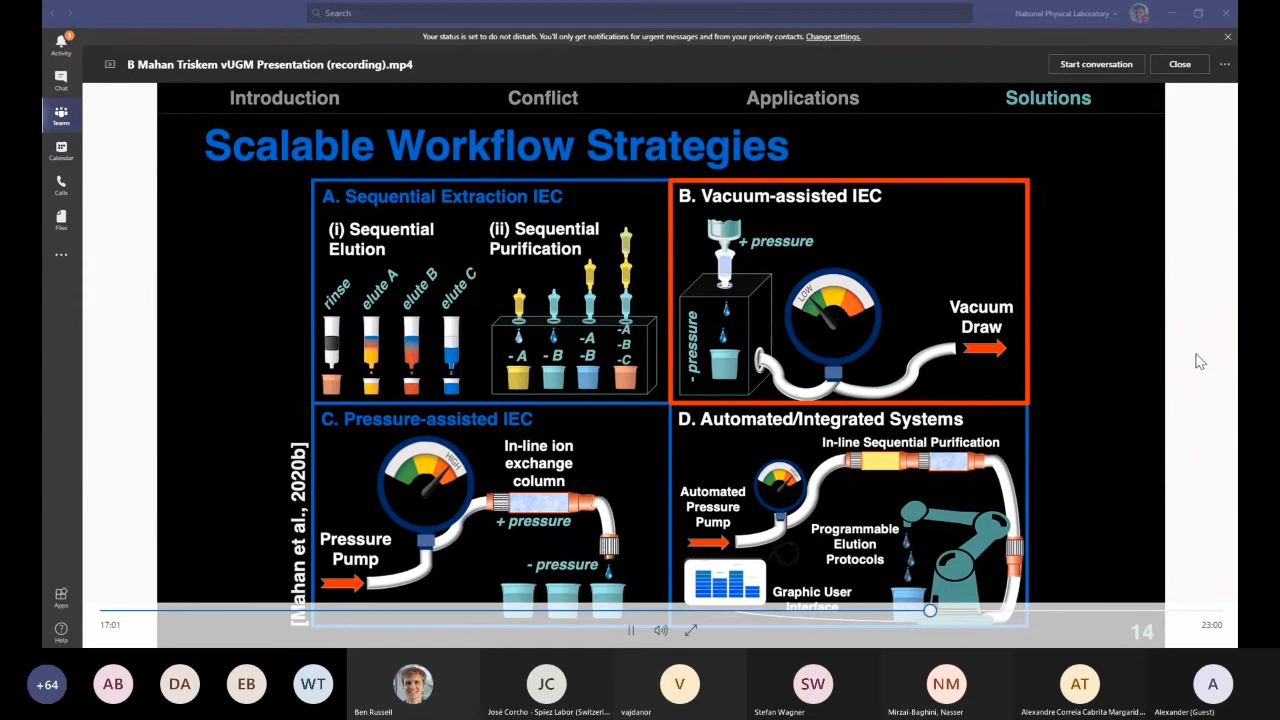 Search
National Physical Laboratory
Your status is set to do not disturb. You'll only get notifications for urgent messages and from your priority contacts. Change settings.
1
Activity
Chat
Teams
Calendar
Calls
Files
Apps
Help
B Mahan Triskem vUGM Presentation (recording).mp4
Start conversation
Close
Introduction
Conflict
Applications
Solutions
Scalable Workflow Strategies
A. Sequential Extraction IEC
(i) Sequential
Elution
rinse
elute A
elute B
elute C
(ii) Sequential
Purification
- A
- B
-A
-B
-A
-B
-C
B. Vacuum-assisted IEC
+ pressure
- pressure
LOW
Vacuum
Draw
C. Pressure-assisted IEC
HIGH
In-line ion
exchange
column
+ pressure
Pressure
Pump
- pressure
D. Automated/Integrated Systems
In-line Sequential Purification
Automated
Pressure
Pump
Programmable
Elution
Protocols
Graphic User
Interface
[Mahan et al., 2020b]
14
17:01
23:00
+64
AB
DA
EB
WT
Ben Russell
JC
José Corcho - Spiez Labor (Switzerl...
V
vajdanor
SW
Stefan Wagner
NM
Mirzai-Baghini, Nasser
AT
Alexandre Correia Cabrita Margarid...
A
Alexander (Guest)